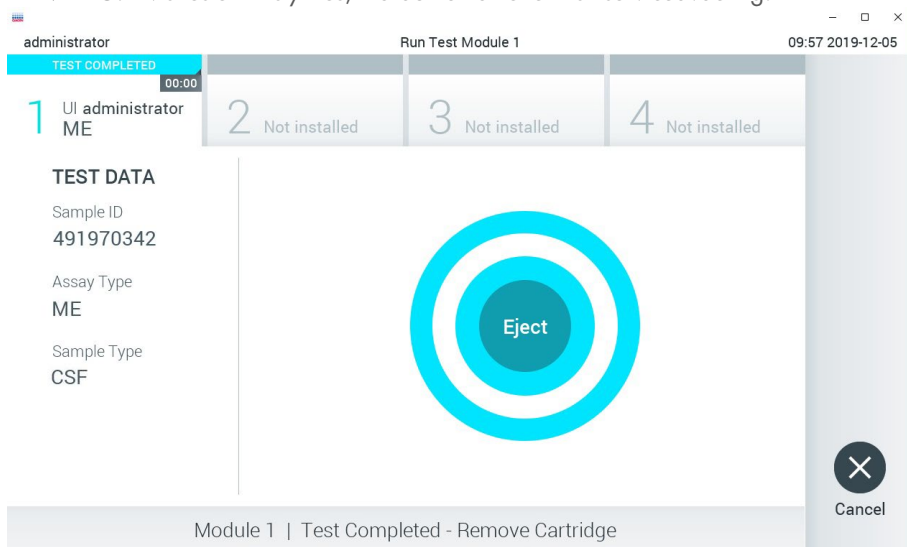 administrator
Run Test Module 1
09:57 2019-12-05
TEST COMPLETED
00:00
1
UI administrator
ME
2 Not installed
3 Not installed
4 Not installed
TEST DATA
Sample ID
491970342
Assay Type
ME
Sample Type
CSF
Eject
Cancel
Module 1 | Test Completed - Remove Cartridge